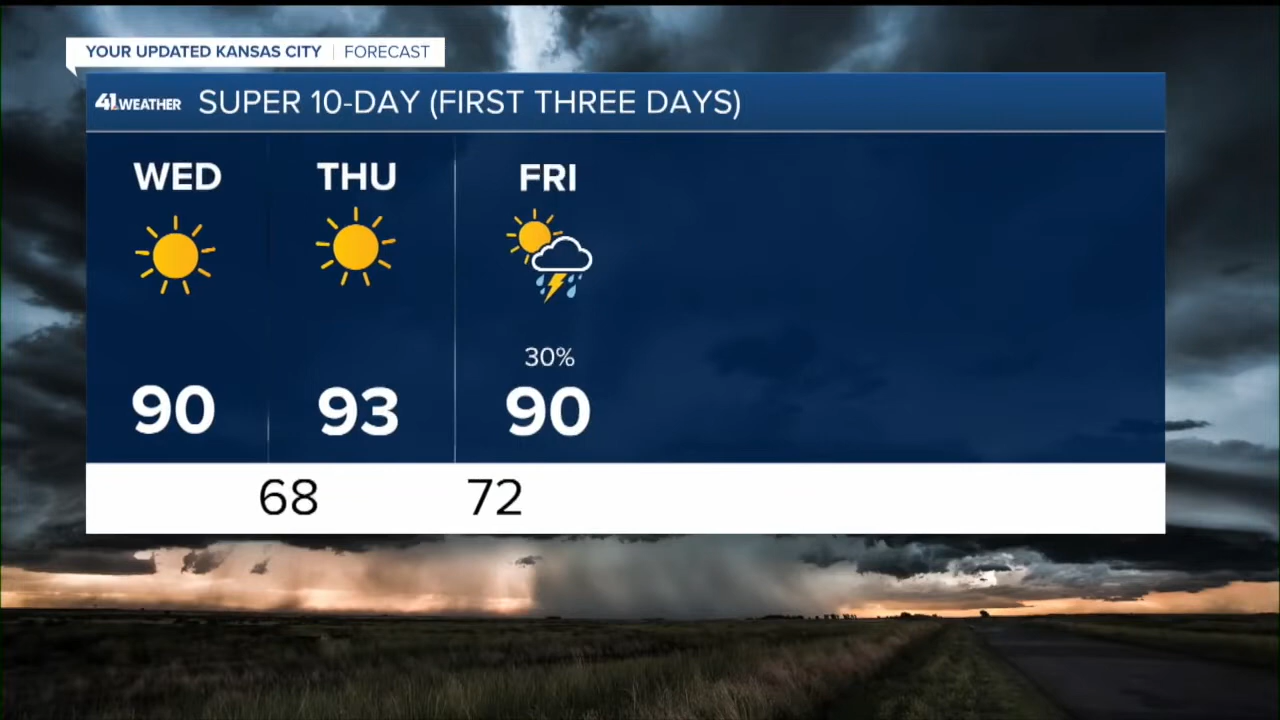 YOUR UPDATED KANSAS CITY | FORECAST
41 WEATHER SUPER 10-DAY (FIRST THREE DAYS)
WED THU FRI
30%
90 93 90
68 72